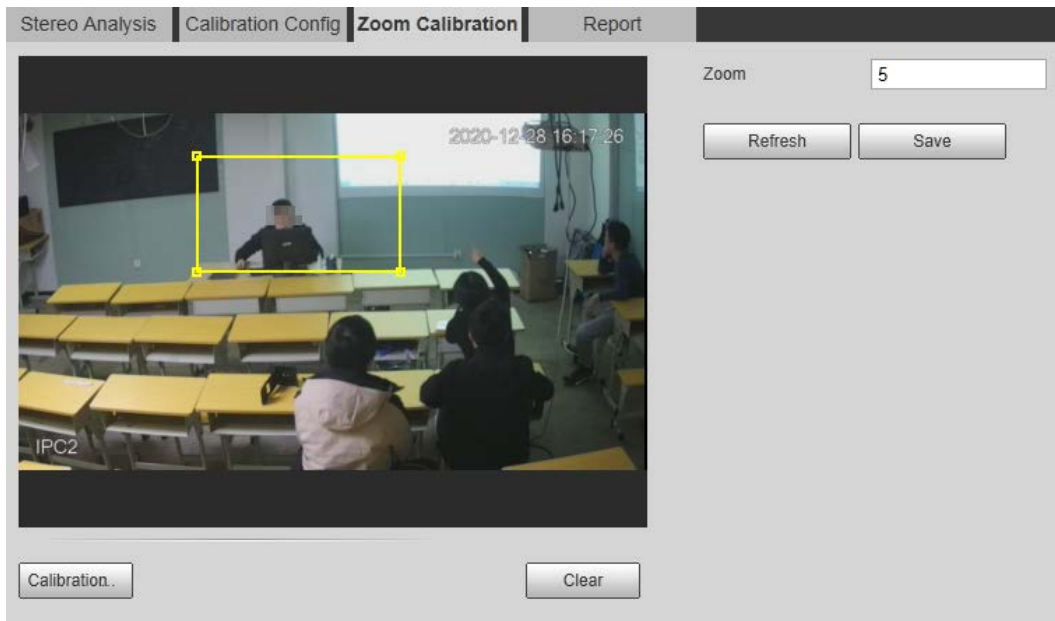 Stereo Analysis Calibration Config Zoom Calibration Report
Zoom 5
2020-12-28 16:17:26
Refresh Save
IPC2
Calibration.. Clear